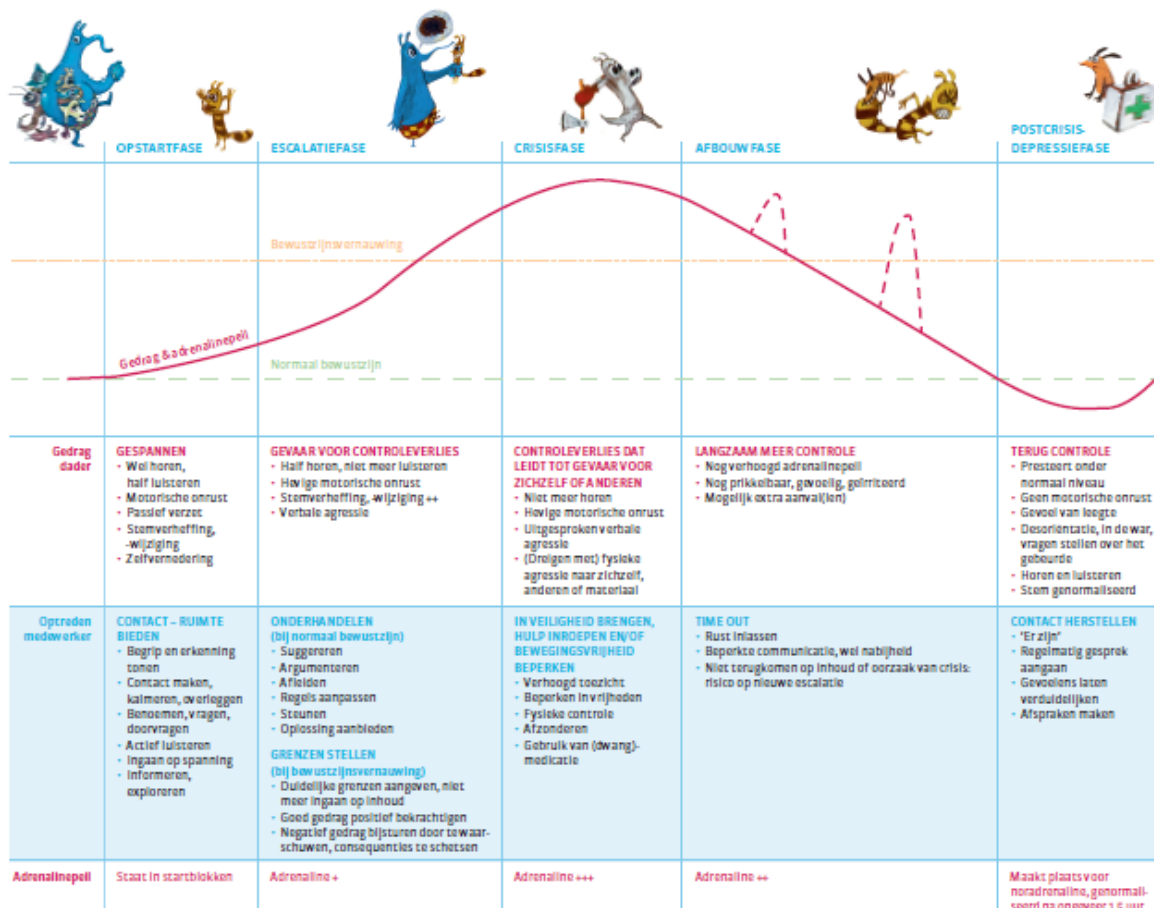 OPSTARTFASE
ESCALATIEFASE
CRISISFASE
AFBOUWFASE
POSTCRISIS-
DEPRESSIEFASE
Bewustzijnsvernauwing
Gedrag & adrenalinepeil
Normaal bewustzijn
Gedrag
dader
GESPANNEN
• Wel horen,
half luisteren
• Motorische onrust
• Passief verzet
• Stemverheffing,
-wijziging
• Zelfvernedering
GEVAAR VOOR CONTROLEVERLIES
• Half horen, niet meer luisteren
• Hevige motorische onrust
• Stemverheffing, -wijziging ++
• Verbale agressie
CONTROLEVERLIES DAT
LEIDT TOT GEVAAR VOOR
ZICHZELF OF ANDEREN
• Niet meer horen
• Hevige motorische onrust
• Uitgesproken verbale
agressie
• (Dreigen met) fysieke
agressie naar zichzelf,
anderen of materiaal
LANGZAAM MEER CONTROLE
• Nog verhoogd adrenalinepeil
• Nog prikkelbaar, gevoelig, geïrriteerd
• Mogelijk extra aanval(len)
TERUG CONTROLE
• Presteert onder
normaal niveau
• Geen motorische onrust
• Gevoel van leegte
• Desoriëntatie, in de war,
vragen stellen over het
gebeurde
• Horen en luisteren
• Stem genormaliseerd
Optreden
medewerker
CONTACT – RUIMTE
BIEDEN
• Begrip en erkenning
tonen
• Contact maken,
kalmeren, overleggen
• Benoemen, vragen,
doorvragen
• Actief luisteren
• Ingaan op spanning
• Informeren,
exploreren
ONDERHANDELEN
(bij normaal bewustzijn)
• Suggereren
• Argumenteren
• Afleiden
• Regels aanpassen
• Steunen
• Oplossing aanbieden
GRENZEN STELLEN
(bij bewustzijnsvernauwing)
• Duidelijke grenzen aangeven, niet
meer ingaan op inhoud
• Goed gedrag positief bekrachtigen
• Negatief gedrag bijsturen door te waar-
schuwen, consequenties te schetsen
IN VEILIGHEID BRENGEN,
HULP INROEPEN EN/OF
BEWEGINGSVRIJHEID
BEPERKEN
• Verhoogd toezicht
• Beperken in vrijheden
• Fysieke controle
• Afzonderen
• Gebruik van (dwang)-
medicatie
TIME OUT
• Rust inlassen
• Beperkte communicatie, wel nabijheid
• Niet terugkomen op inhoud of oorzaak van crisis:
risico op nieuwe escalatie
CONTACT HERSTELLEN
• 'Er zijn'
• Regelmatig gesprek
aangaan
• Gevoelens laten
verduidelijken
• Afspraken maken
Adrenalinepeil
Staat in startblokken
Adrenaline +
Adrenaline +++
Adrenaline ++
Maakt plaats voor
noradrenaline, genormali-
seerd na ongeveer 1,5 uur